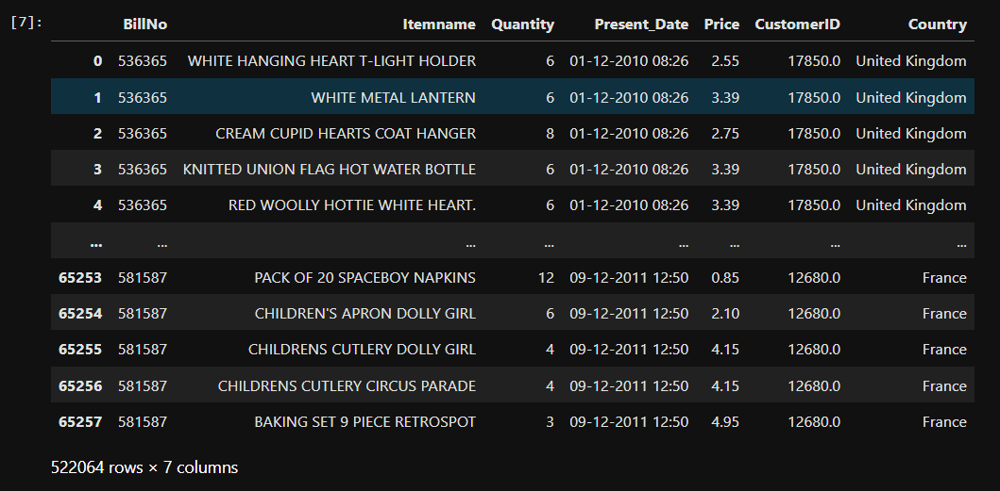 [7]: BillNo Itemname Quantity Present_Date Price CustomerID Country
0 536365 WHITE HANGING HEART T-LIGHT HOLDER 6 01-12-2010 08:26 2.55 17850.0 United Kingdom
1 536365 WHITE METAL LANTERN 6 01-12-2010 08:26 3.39 17850.0 United Kingdom
2 536365 CREAM CUPID HEARTS COAT HANGER 8 01-12-2010 08:26 2.75 17850.0 United Kingdom
3 536365 KNITTED UNION FLAG HOT WATER BOTTLE 6 01-12-2010 08:26 3.39 17850.0 United Kingdom
4 536365 RED WOOLLY HOTTIE WHITE HEART. 6 01-12-2010 08:26 3.39 17850.0 United Kingdom
... ... ... ... ... ... ... ...
65253 581587 PACK OF 20 SPACEBOY NAPKINS 12 09-12-2011 12:50 0.85 12680.0 France
65254 581587 CHILDREN'S APRON DOLLY GIRL 6 09-12-2011 12:50 2.10 12680.0 France
65255 581587 CHILDRENS CUTLERY DOLLY GIRL 4 09-12-2011 12:50 4.15 12680.0 France
65256 581587 CHILDRENS CUTLERY CIRCUS PARADE 4 09-12-2011 12:50 4.15 12680.0 France
65257 581587 BAKING SET 9 PIECE RETROSPOT 3 09-12-2011 12:50 4.95 12680.0 France
522064 rows × 7 columns